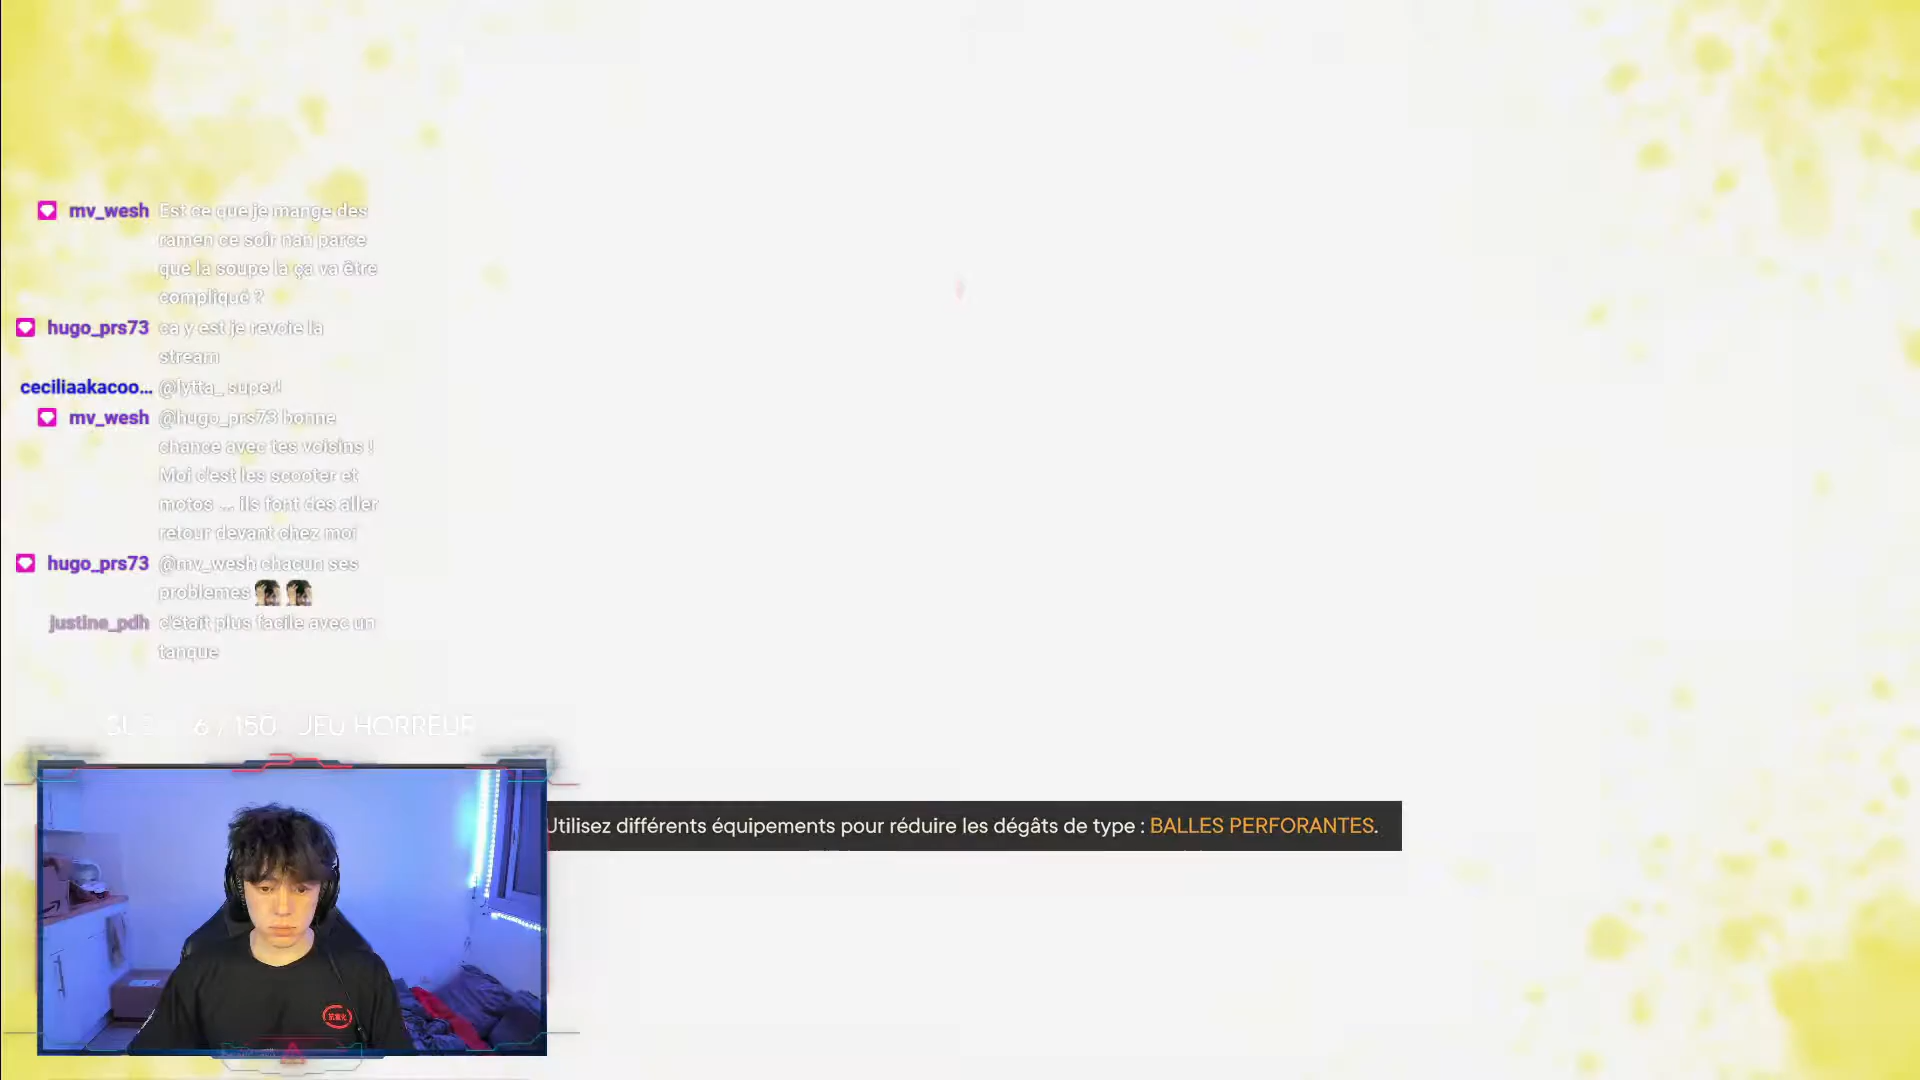 mv_wesh Est ce que je mange des
ramen ce soir nan parce
que la soupe la ça va être
compliqué ?
hugo_prs73 ca y est je revoie la
stream
ceciliaakacoo... @lytta_ super!
mv_wesh @hugo_prs73 bonne
chance avec tes voisins !
Moi c'est les scooter et
motos ... ils font des aller
retour devant chez moi
hugo_prs73 @mv_wesh chacun ses
problemes
justine_pdh c'était plus facile avec un
tanque
6 / 150 JEU HORREUR
Utilisez différents équipements pour réduire les dégâts de type : BALLES PERFORANTES.